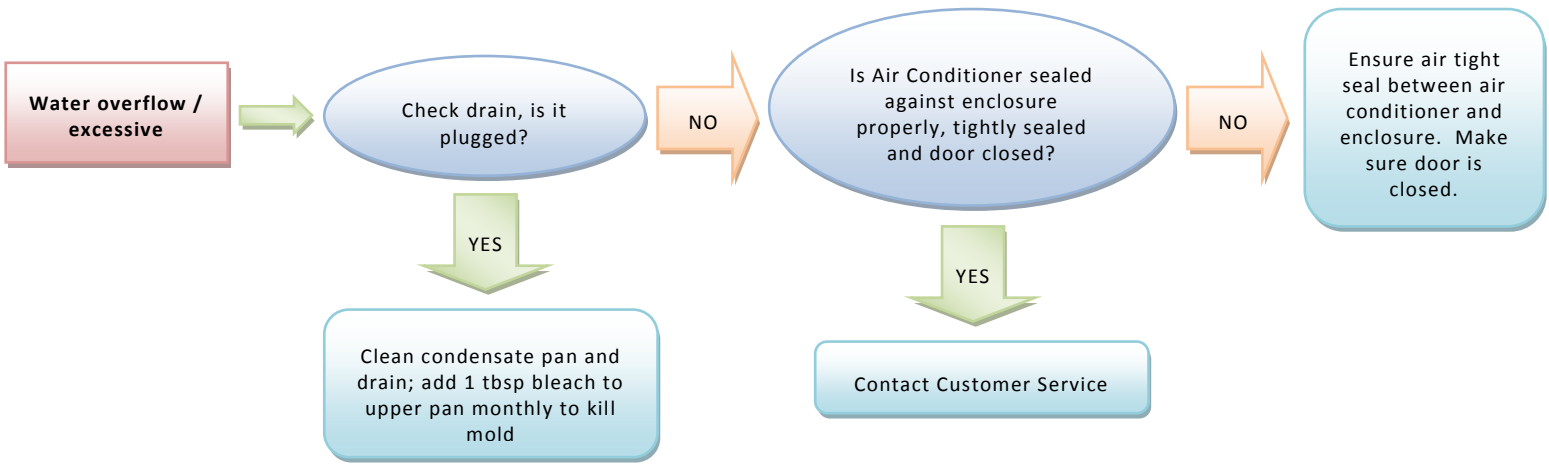 Water overflow /
excessive
Check drain, is it
plugged?
NO
Is Air Conditioner sealed
against enclosure
properly, tightly sealed
and door closed?
NO
Ensure air tight
seal between air
conditioner and
enclosure. Make
sure door is
closed.
YES
Clean condensate pan and
drain; add 1 tbsp bleach to
upper pan monthly to kill
mold
YES
Contact Customer Service